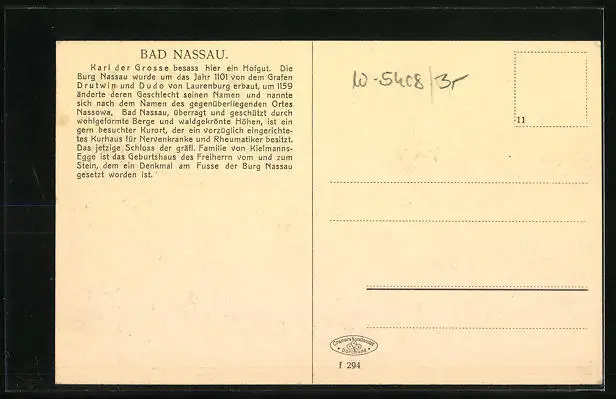 BAD NASSAU.
Karl der Grosse besass hier ein Hofgut. Die
Burg Nassau wurde um das Jahr 1101 von dem Grafen
Drutwin und Dudo von Laurenburg erbaut, um 1159
änderte deren Geschlecht seinen Namen und nannte
sich nach dem Namen des gegenüberliegenden Ortes
Nassowa. Bad Nassau, überragt und geschützt durch
wohlgeformte Berge und waldgekrönte Höhen, ist ein
gern besuchter Kurort, der ein vorzüglich eingerichte-
tes Kurhaus für Nervenkranke und Rheumatiker besitzt.
Das jetzige Schloss der gräfl. Familie von Kielmanns-
Egge ist das Geburtshaus des Freiherrn vom und zum
Stein, dem ein Denkmal am Fusse der Burg Nassau
gesetzt worden ist.
W-5408/3,-
11
Cramers Kunstanstalt
Dortmund
f 294